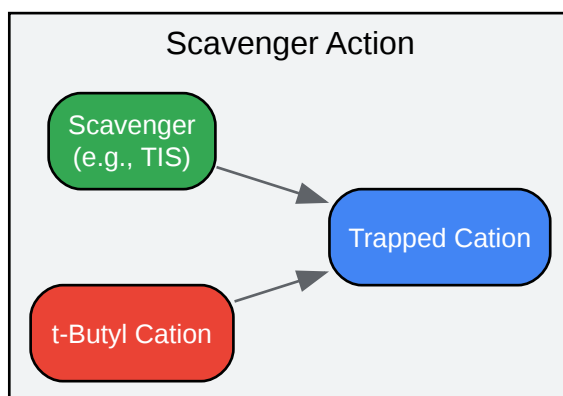 Scavenger Action
Scavenger
(e.g., TIS)
Trapped Cation
t-Butyl Cation